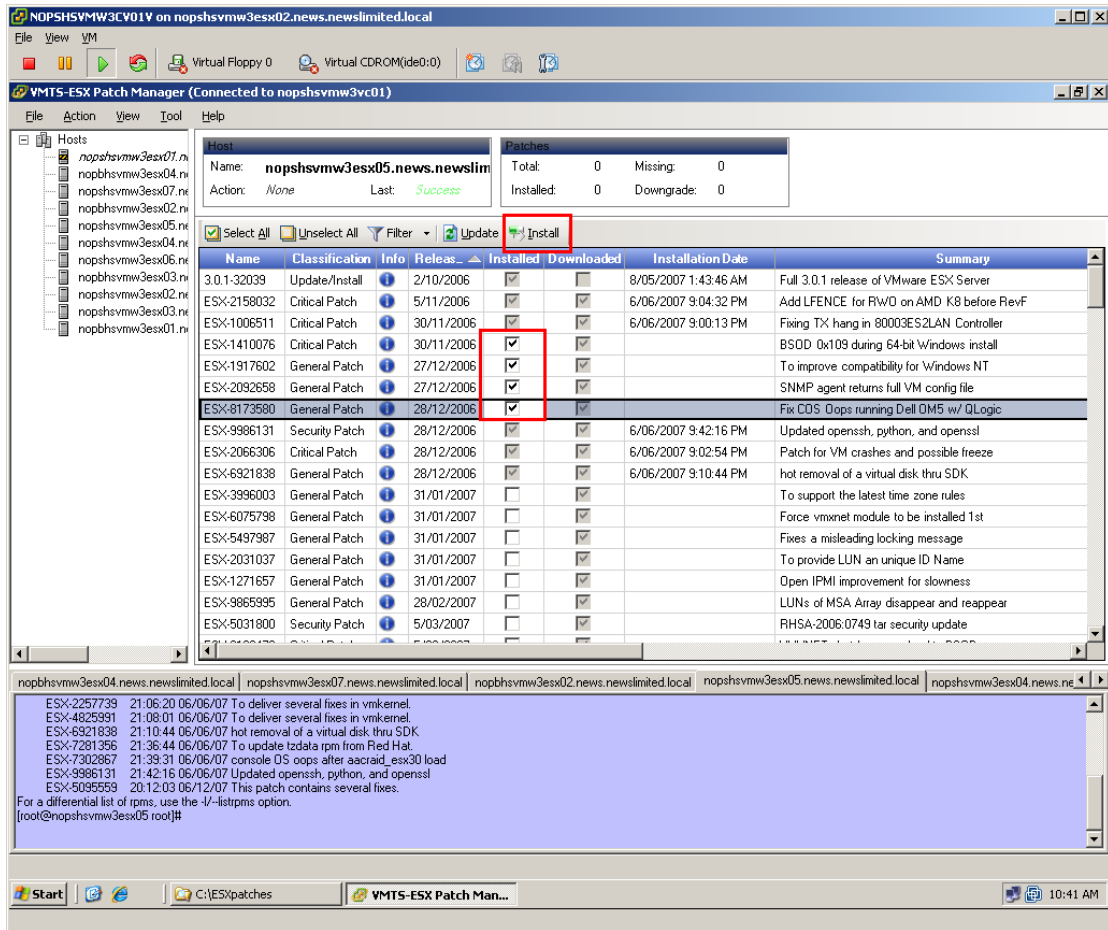 NOPSHSVMW3CV01V on nopshsvmw3esx02.news.newslimited.local
File View VM
Virtual Floppy 0 Virtual CDROM(ide0:0)
VMTS-ESX Patch Manager (Connected to nopshsvmw3vc01)
File Action View Tool Help
Hosts
nopshsvmw3esx01.n
nopbhsvmw3esx04.n
nopshsvmw3esx07.ne
nopbhsvmw3esx02.n
nopshsvmw3esx05.ne
nopshsvmw3esx04.ne
nopshsvmw3esx06.ne
nopbhsvmw3esx03.n
nopshsvmw3esx02.ne
nopshsvmw3esx03.ne
nopbhsvmw3esx01.n
Host
Name: nopshsvmw3esx05.news.newslim
Action: None Last: Success
Patches
Total: 0 Missing: 0
Installed: 0 Downgrade: 0
Select All Unselect All Filter Update Install
Name Classification Info Releas_ Installed Downloaded Installation Date Summary
3.0.1-32039 Update/Install 2/10/2006 8/05/2007 1:43:46 AM Full 3.0.1 release of VMware ESX Server
ESX-2158032 Critical Patch 5/11/2006 6/06/2007 9:04:32 PM Add LFENCE for RWO on AMD K8 before RevF
ESX-1006511 Critical Patch 30/11/2006 6/06/2007 9:00:13 PM Fixing TX hang in 80003ES2LAN Controller
ESX-1410076 Critical Patch 30/11/2006 BSOD 0x109 during 64-bit Windows install
ESX-1917602 General Patch 27/12/2006 To improve compatibility for Windows NT
ESX-2092658 General Patch 27/12/2006 SNMP agent returns full VM config file
ESX-8173580 General Patch 28/12/2006 Fix COS Oops running Dell OM5 w/ QLogic
ESX-9986131 Security Patch 28/12/2006 6/06/2007 9:42:16 PM Updated openssh, python, and openssl
ESX-2066306 Critical Patch 28/12/2006 6/06/2007 9:02:54 PM Patch for VM crashes and possible freeze
ESX-6921838 General Patch 28/12/2006 6/06/2007 9:10:44 PM hot removal of a virtual disk thru SDK
ESX-3996003 General Patch 31/01/2007 To support the latest time zone rules
ESX-6075798 General Patch 31/01/2007 Force vmxnet module to be installed 1st
ESX-5497987 General Patch 31/01/2007 Fixes a misleading locking message
ESX-2031037 General Patch 31/01/2007 To provide LUN an unique ID Name
ESX-1271657 General Patch 31/01/2007 Open IPMI improvement for slowness
ESX-9865995 General Patch 28/02/2007 LUNs of MSA Array disappear and reappear
ESX-5031800 Security Patch 5/03/2007 RHSA-2006:0749 tar security update
nopbhsvmw3esx04.news.newslimited.local nopshsvmw3esx07.news.newslimited.local nopbhsvmw3esx02.news.newslimited.local nopshsvmw3esx05.news.newslimited.local nopshsvmw3esx04.news.ne
ESX-2257739 21:06:20 06/06/07 To deliver several fixes in vmkernel.
ESX-4825991 21:08:01 06/06/07 To deliver several fixes in vmkernel.
ESX-6921838 21:10:44 06/06/07 hot removal of a virtual disk thru SDK
ESX-7281356 21:36:44 06/06/07 To update tzdata rpm from Red Hat.
ESX-7302867 21:39:31 06/06/07 console OS oops after aacraid_esx30 load
ESX-9986131 21:42:16 06/06/07 Updated openssh, python, and openssl
ESX-5095559 20:12:03 06/12/07 This patch contains several fixes.
For a differential list of rpms, use the -l/--listrpms option.
[root@nopshsvmw3esx05 root]#
Start C:\ESXpatches VMTS-ESX Patch Man... 10:41 AM